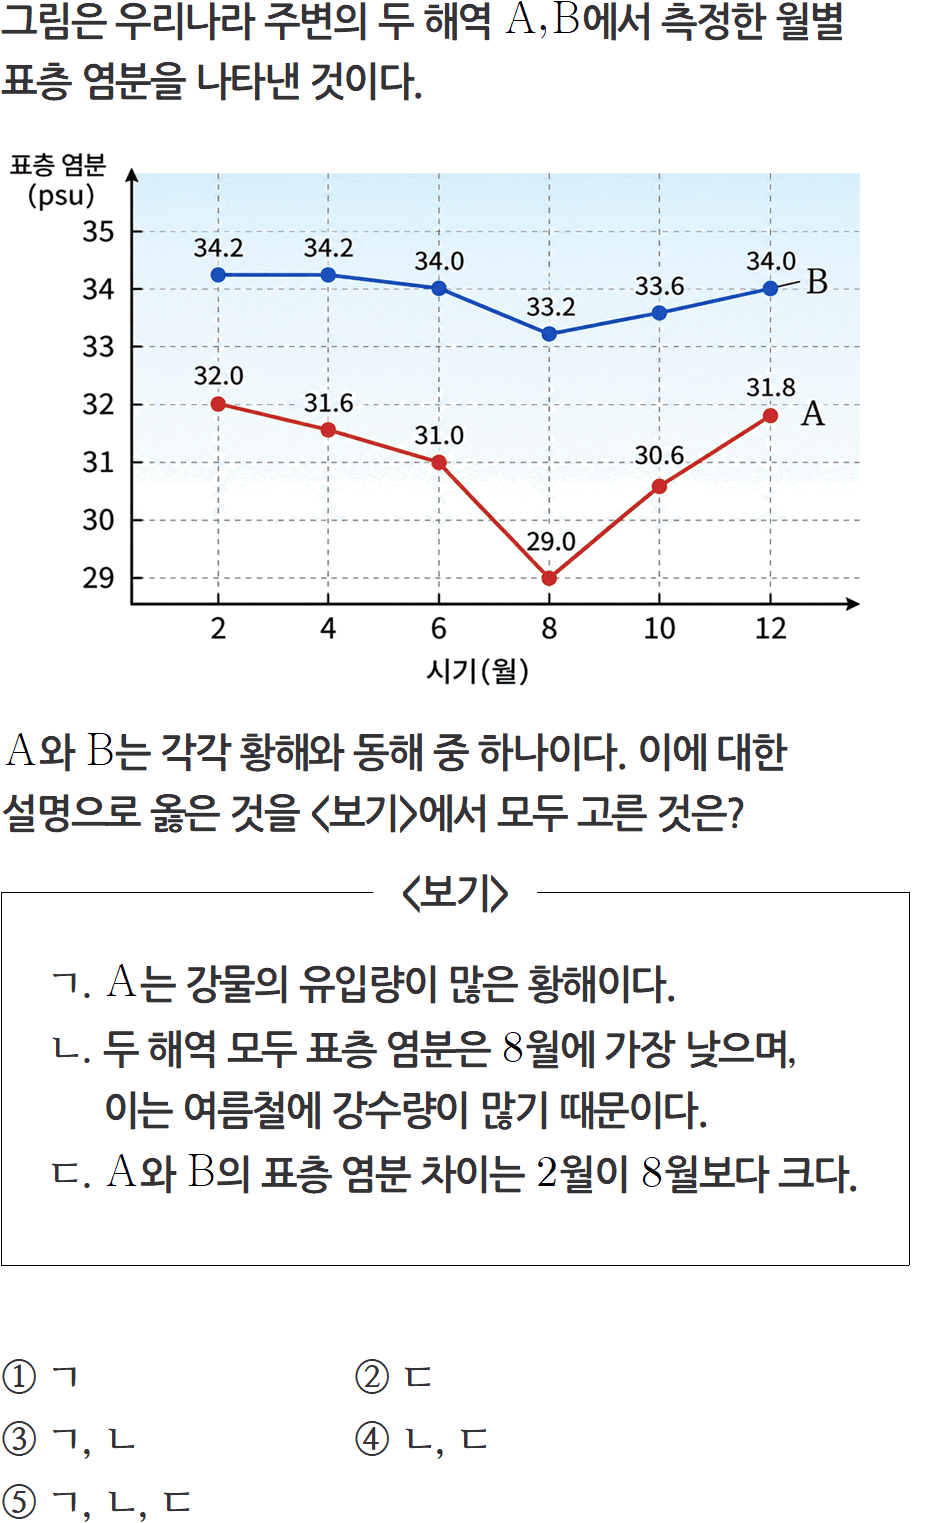 그림은 우리나라 주변의 두 해역 A,B에서 측정한 월별
표층 염분을 나타낸 것이다.
표층 염분
(psu)
35
34
33
32
31
30
29
34.2
34.2
34.0
33.2
33.6
34.0
B
32.0
31.6
31.0
29.0
30.6
31.8
A
2 4 6 8 10 12
시기(월)
A와 B는 각각 황해와 동해 중 하나이다. 이에 대한
설명으로 옳은 것을 <보기>에서 모두 고른 것은?
<보기>
ㄱ. A는 강물의 유입량이 많은 황해이다.
ㄴ. 두 해역 모두 표층 염분은 8월에 가장 낮으며,
이는 여름철에 강수량이 많기 때문이다.
ㄷ. A와 B의 표층 염분 차이는 2월이 8월보다 크다.
① ㄱ ② ㄷ
③ ㄱ, ㄴ ④ ㄴ, ㄷ
⑤ ㄱ, ㄴ, ㄷ